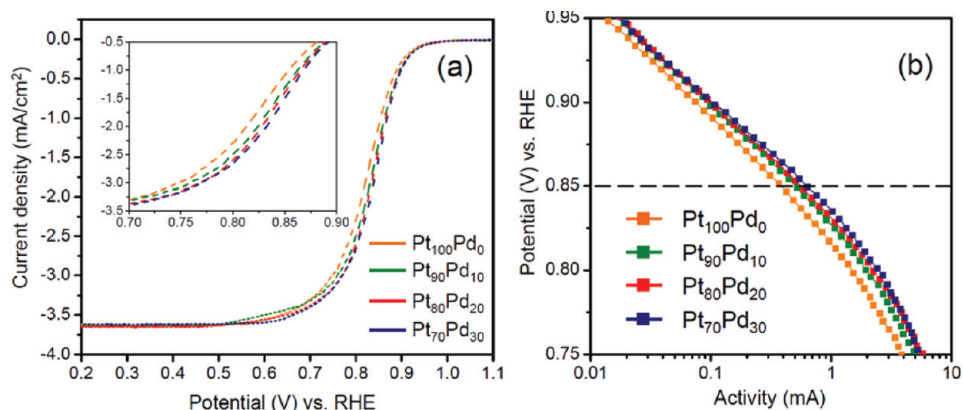 0.0
-0.5
-1.0
-1.5
-2.0
-2.5
-3.0
-3.5
-4.0
Current density (mA/cm²)
-0.5
-1.0
-1.5
-2.0
-2.5
-3.0
-3.5
0.70 0.75 0.80 0.85 0.90
(a)
Pt₁₀₀Pd₀
Pt₉₀Pd₁₀
Pt₈₀Pd₂₀
Pt₇₀Pd₃₀
0.2 0.3 0.4 0.5 0.6 0.7 0.8 0.9 1.0 1.1
Potential (V) vs. RHE
0.95
0.90
0.85
0.80
0.75
Potential (V) vs. RHE
(b)
Pt₁₀₀Pd₀
Pt₉₀Pd₁₀
Pt₈₀Pd₂₀
Pt₇₀Pd₃₀
0.01 0.1 1 10
Activity (mA)